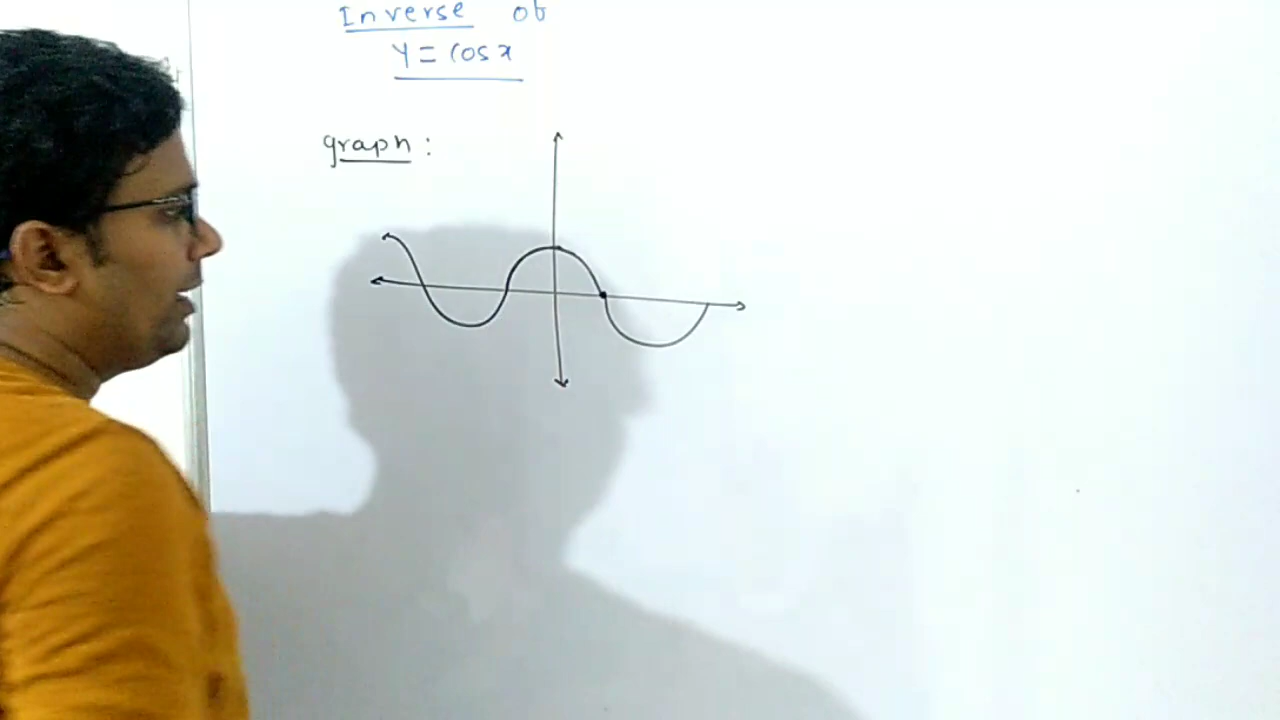 Inverse of
y = cos x
graph :